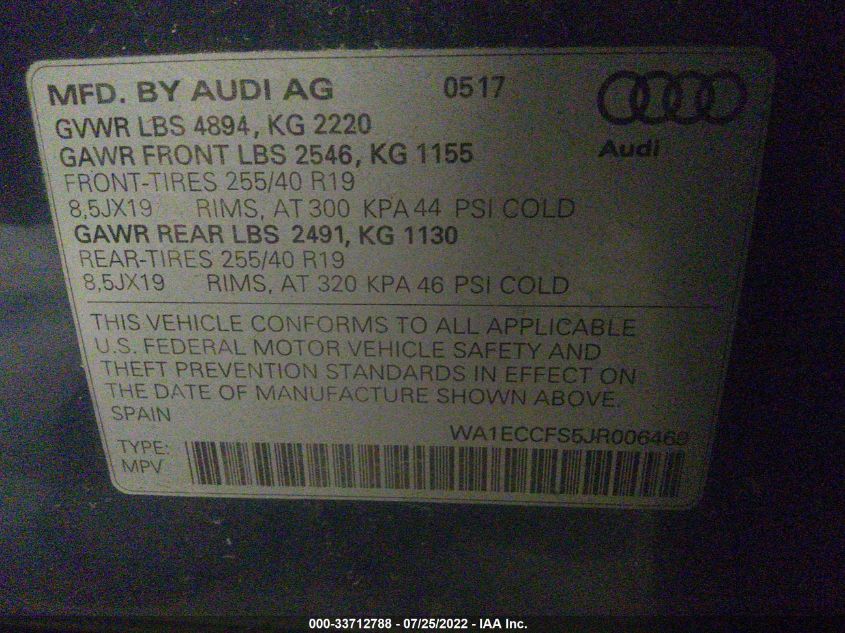 MFD. BY AUDI AG 0517
GVWR LBS 4894, KG 2220
GAWR FRONT LBS 2546, KG 1155
Audi
FRONT-TIRES 255/40 R19
8,5JX19 RIMS, AT 300 KPA 44 PSI COLD
GAWR REAR LBS 2491, KG 1130
REAR-TIRES 255/40 R19
8,5JX19 RIMS, AT 320 KPA 46 PSI COLD
THIS VEHICLE CONFORMS TO ALL APPLICABLE
U.S. FEDERAL MOTOR VEHICLE SAFETY AND
THEFT PREVENTION STANDARDS IN EFFECT ON
THE DATE OF MANUFACTURE SHOWN ABOVE.
SPAIN
WA1ECCFS5JR006469
TYPE:
MPV
000-33712788 - 07/25/2022 - IAA Inc.